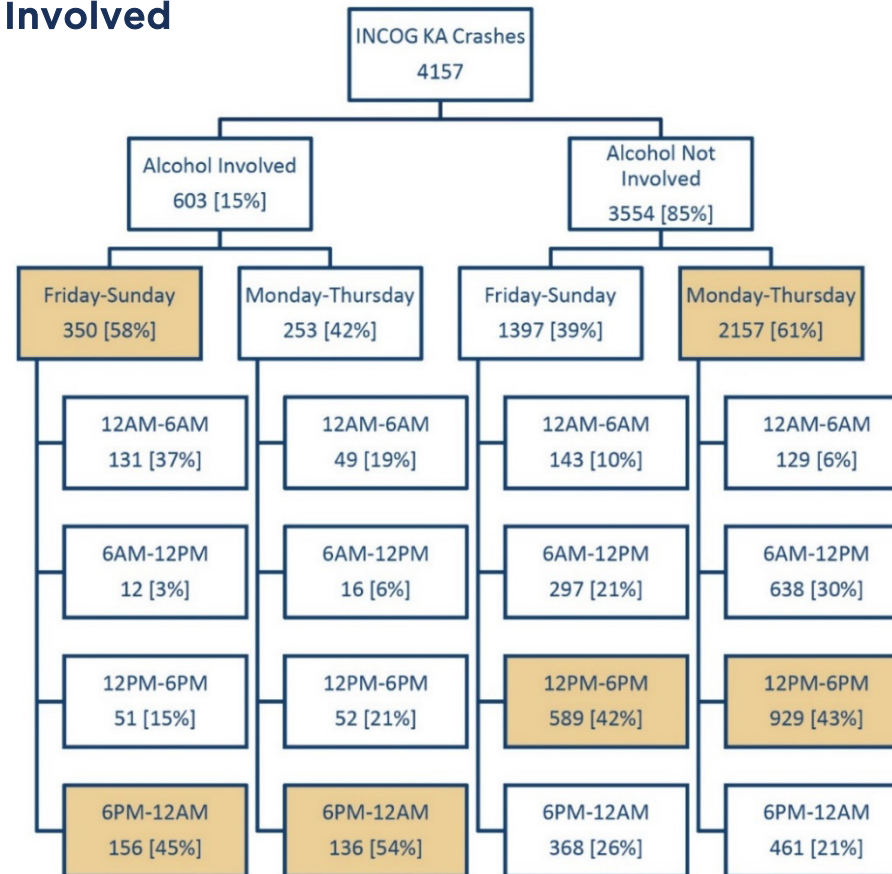 Involved
INCOG KA Crashes
4157
Alcohol Involved
603 [15%]
Alcohol Not
Involved
3554 [85%]
Friday-Sunday
350 [58%]
Monday-Thursday
253 [42%]
Friday-Sunday
1397 [39%]
Monday-Thursday
2157 [61%]
12AM-6AM
131 [37%]
6AM-12PM
12 [3%]
12PM-6PM
51 [15%]
6PM-12AM
156 [45%]
12AM-6AM
49 [19%]
6AM-12PM
16 [6%]
12PM-6PM
52 [21%]
6PM-12AM
136 [54%]
12AM-6AM
143 [10%]
6AM-12PM
297 [21%]
12PM-6PM
589 [42%]
6PM-12AM
368 [26%]
12AM-6AM
129 [6%]
6AM-12PM
638 [30%]
12PM-6PM
929 [43%]
6PM-12AM
461 [21%]